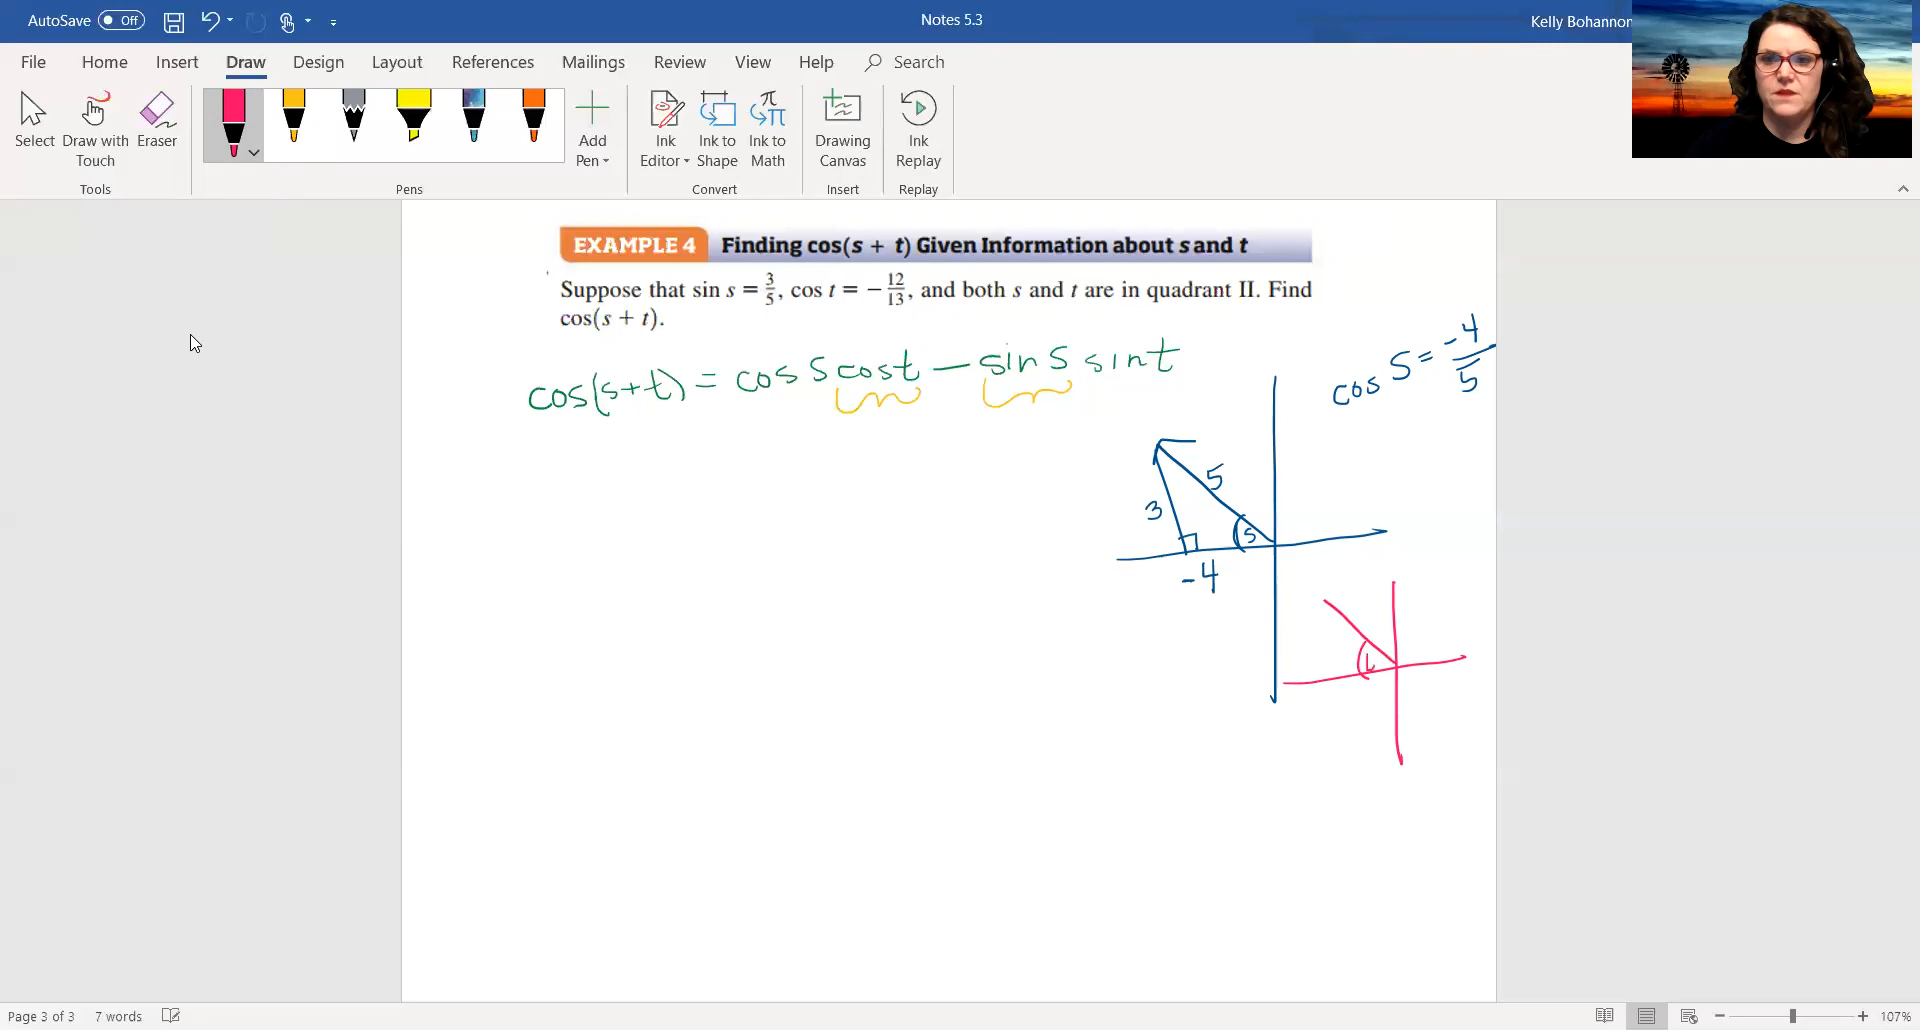 AutoSave Off Notes 5.3 Kelly Bohannon
File Home Insert Draw Design Layout References Mailings Review View Help Search
Select Draw with Touch Eraser Add Pen Ink Editor Ink to Shape Ink to Math Drawing Canvas Ink Replay
Tools Pens Convert Insert Replay
EXAMPLE 4 Finding cos(s + t) Given Information about s and t
Suppose that sin s = 3/5, cos t = −12/13, and both s and t are in quadrant II. Find
cos(s + t).
cos(s+t) = cos s cos t − sin s sin t
cos s = -4/5
5
3
s
-4
t
Page 3 of 3 7 words 107%